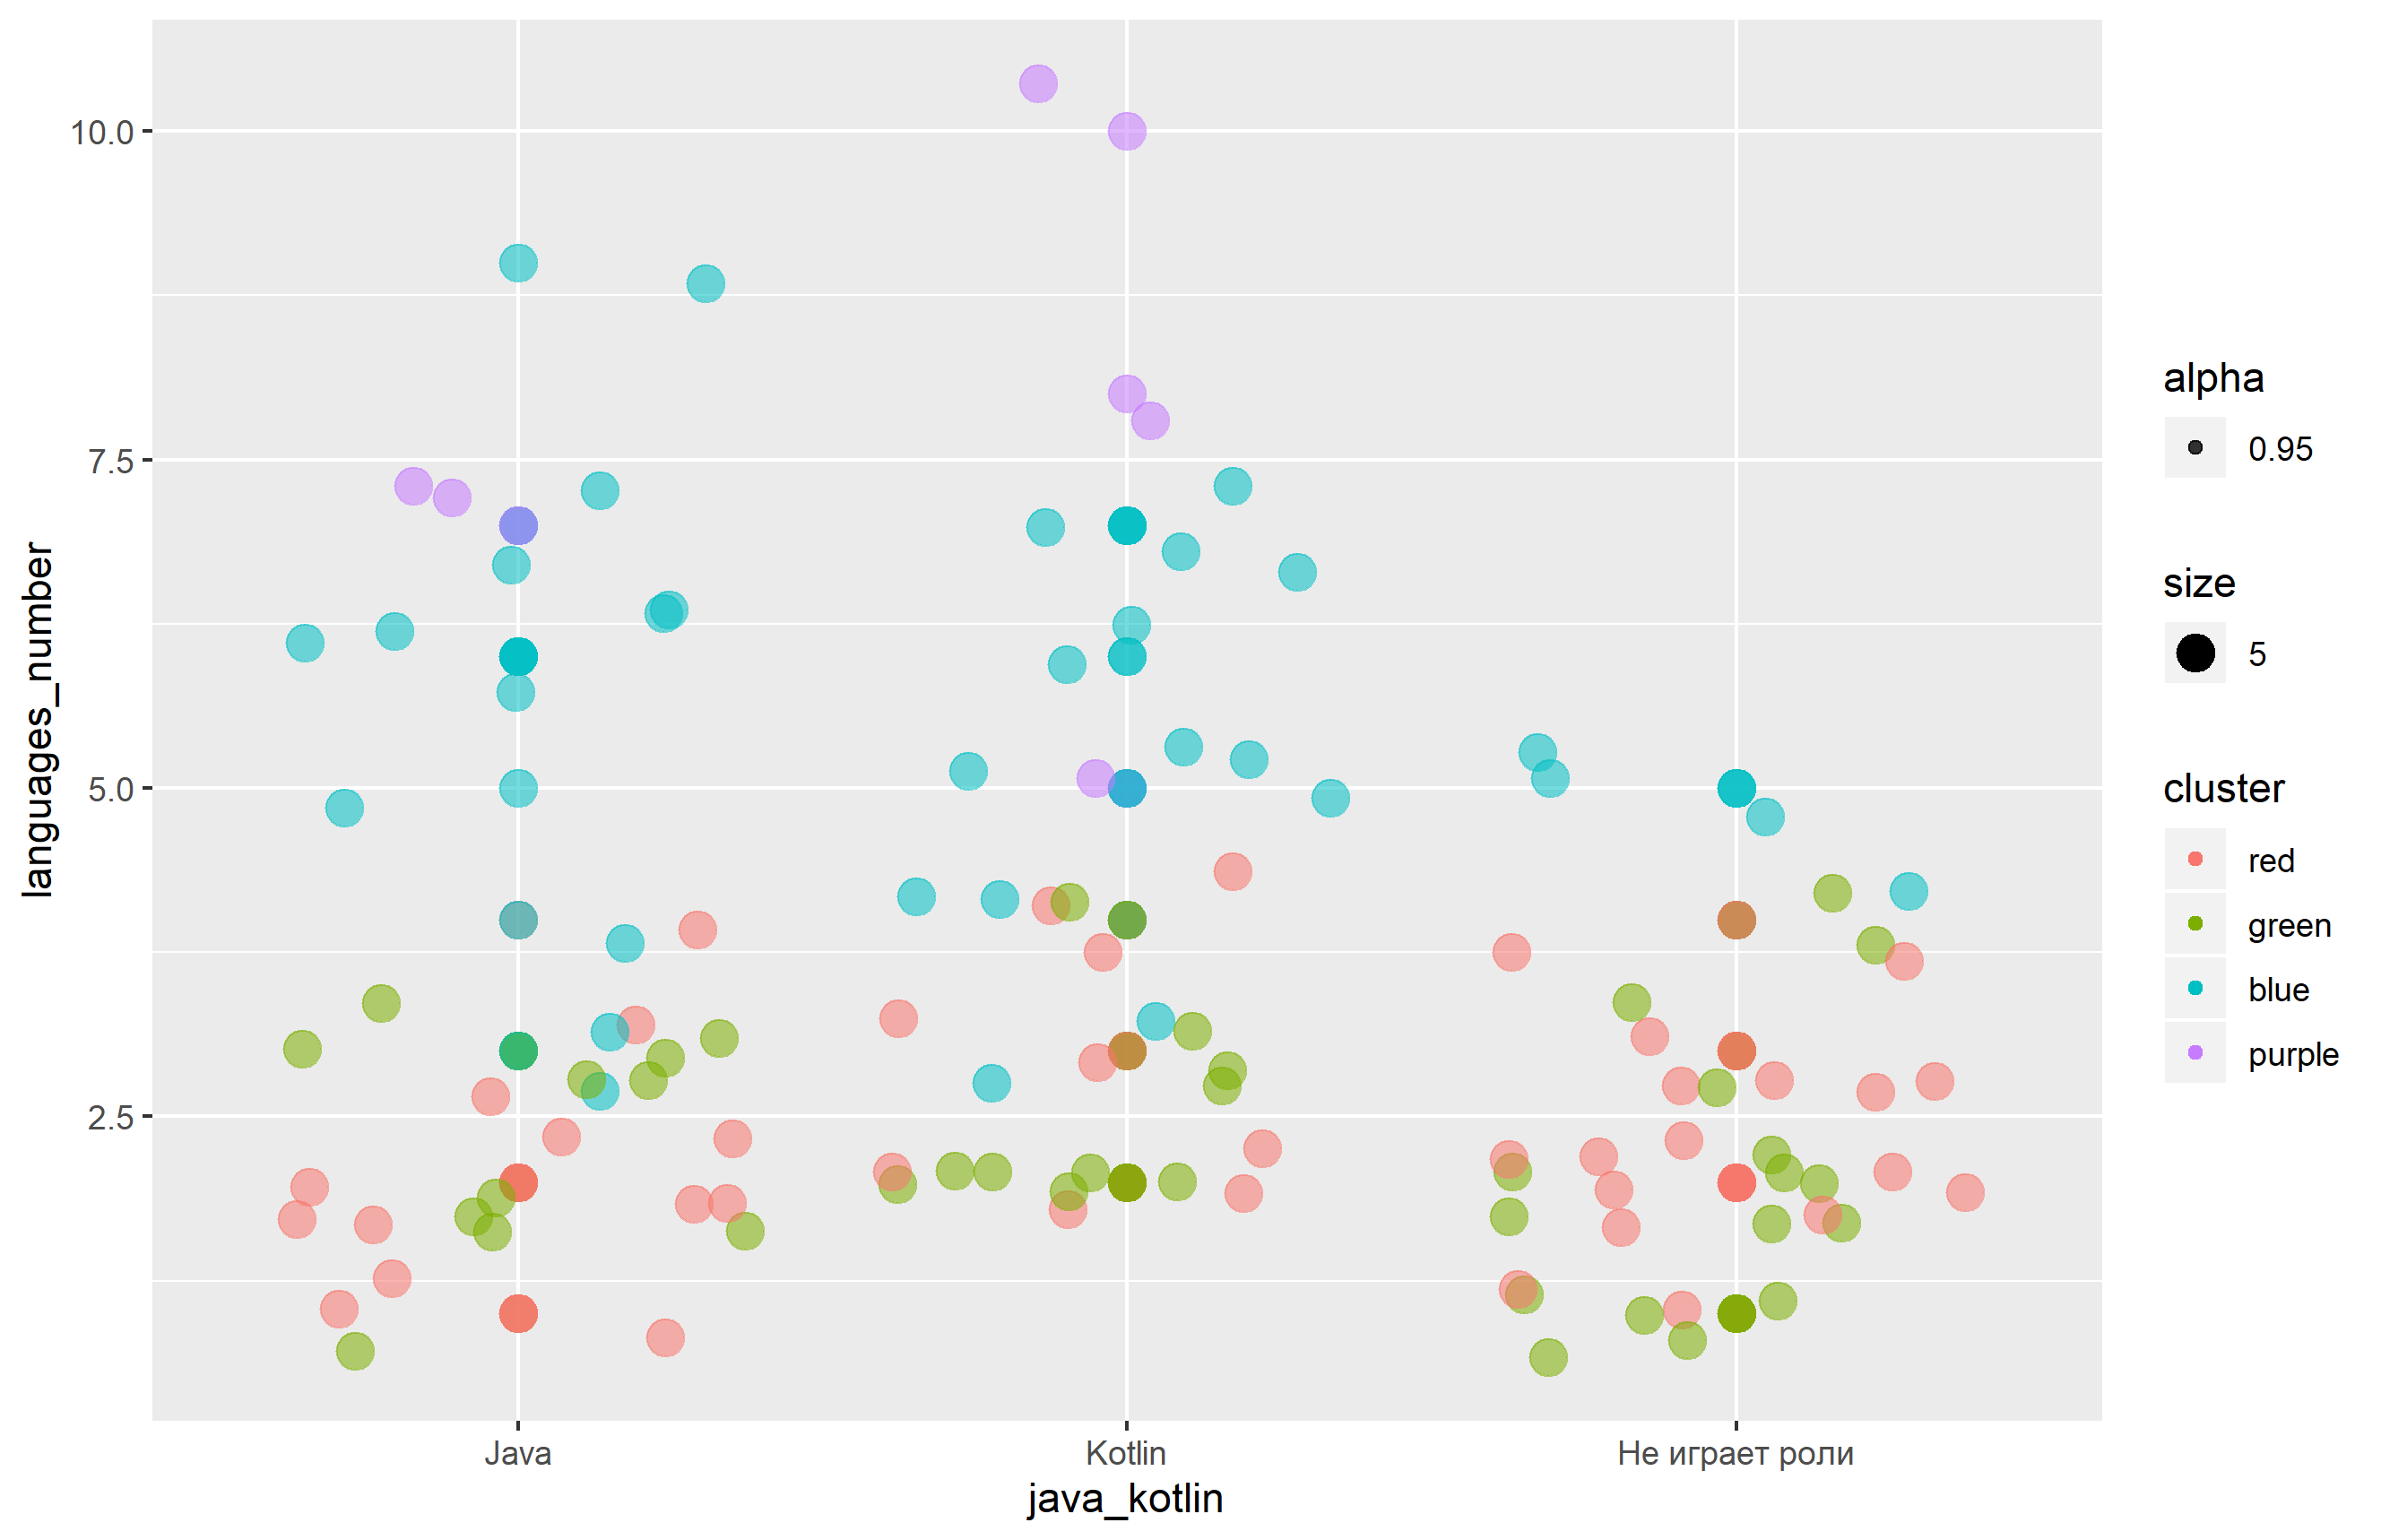 10.0
7.5
5.0
2.5
languages_number
Java
Kotlin
Не играет роли
java_kotlin
alpha
0.95
size
5
cluster
red
green
blue
purple